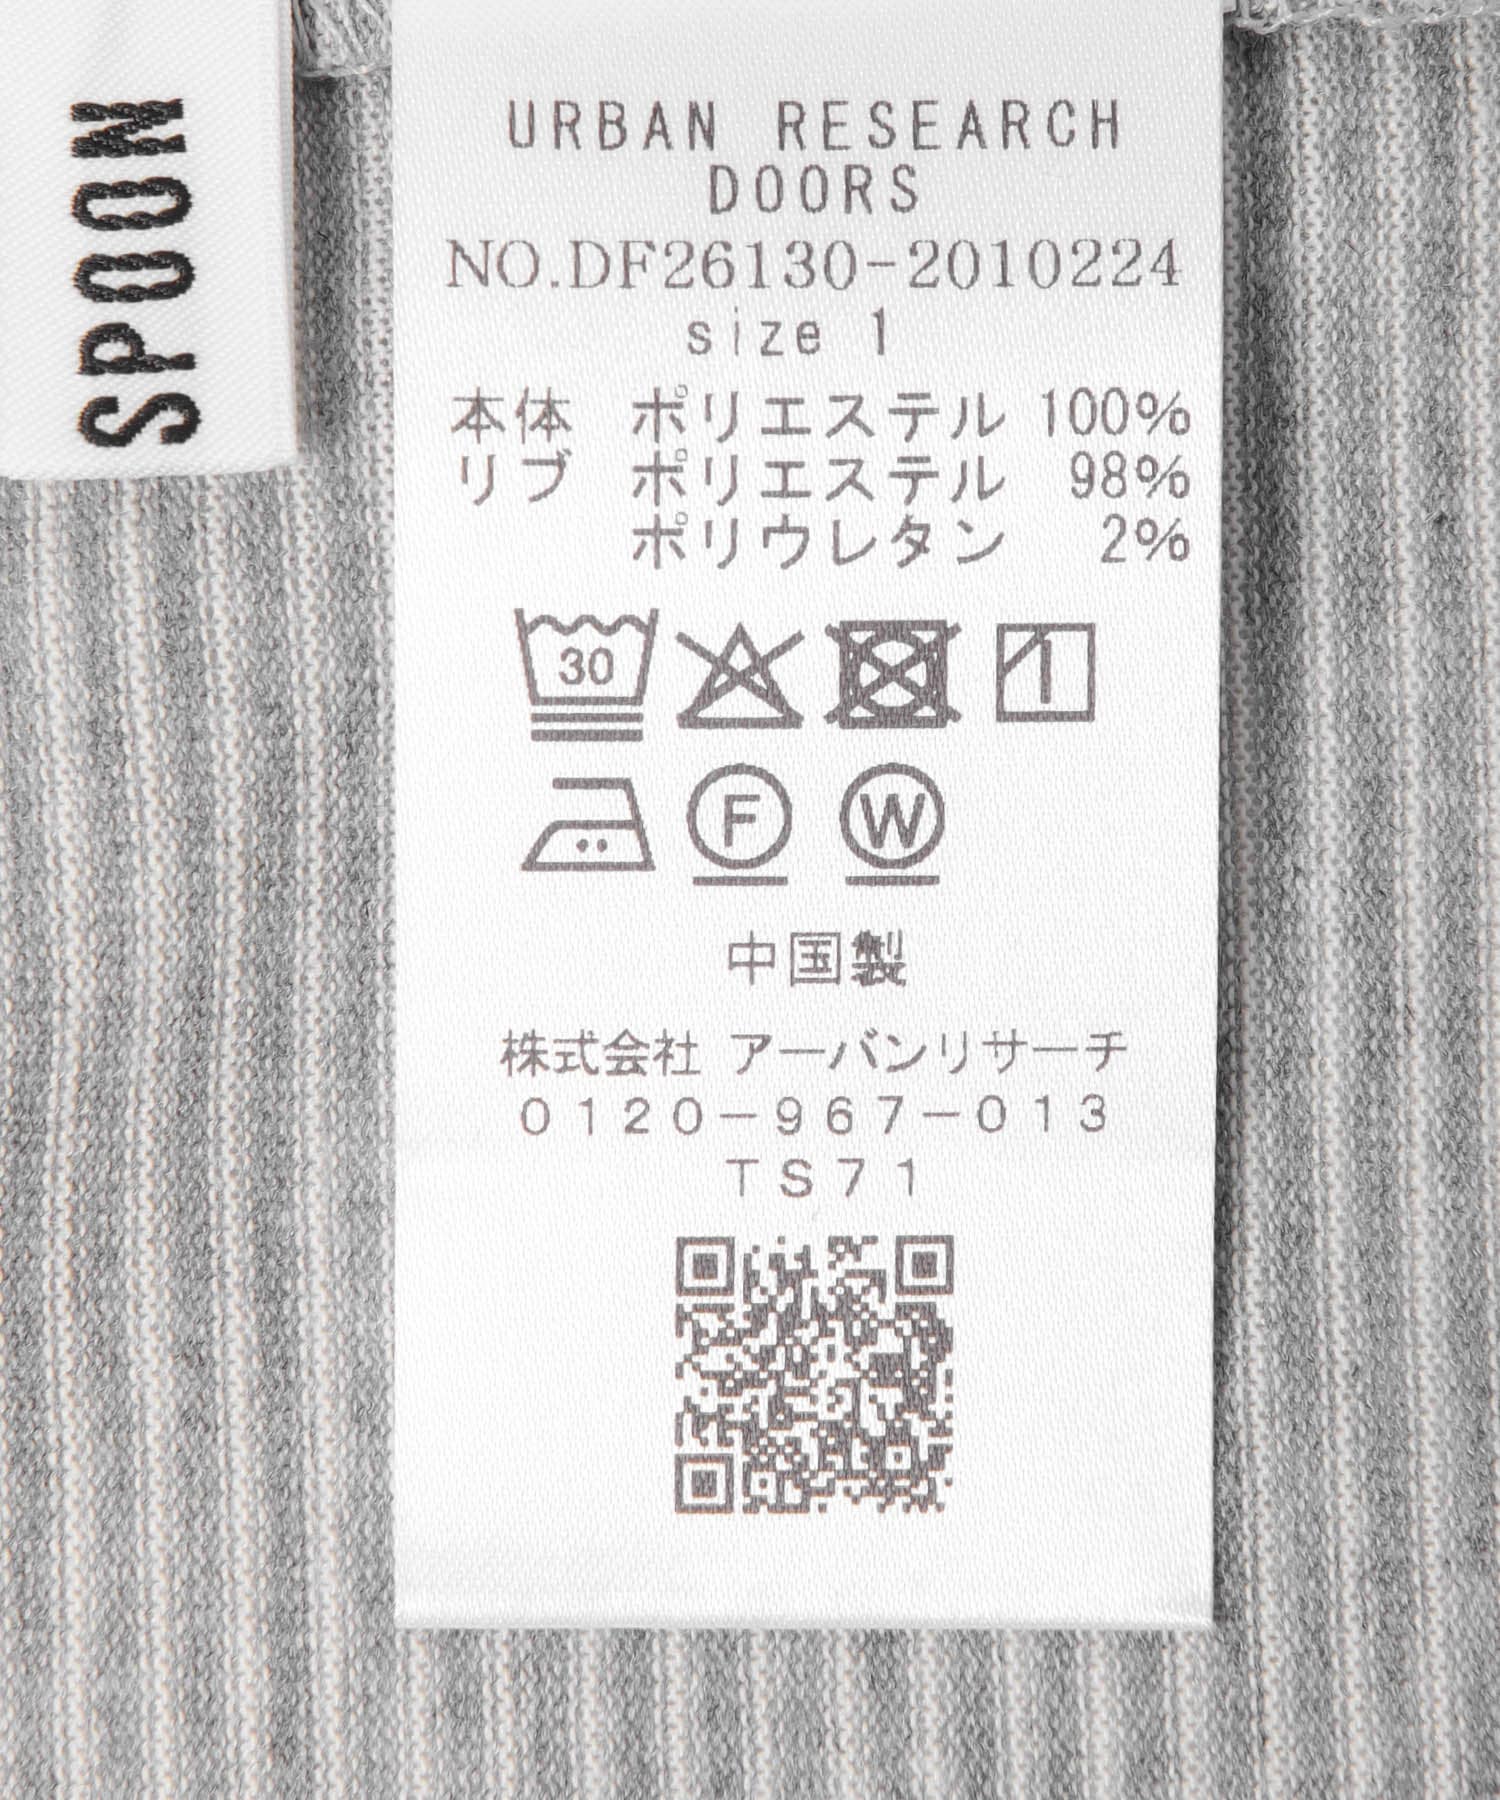 SPOON
URBAN RESEARCH
DOORS
NO.DF26130-2010224
size 1
本体 ポリエステル 100%
リブ ポリエステル 98%
ポリウレタン 2%
30
F W
中国製
株式会社 アーバンリサーチ
0120-967-013
TS71